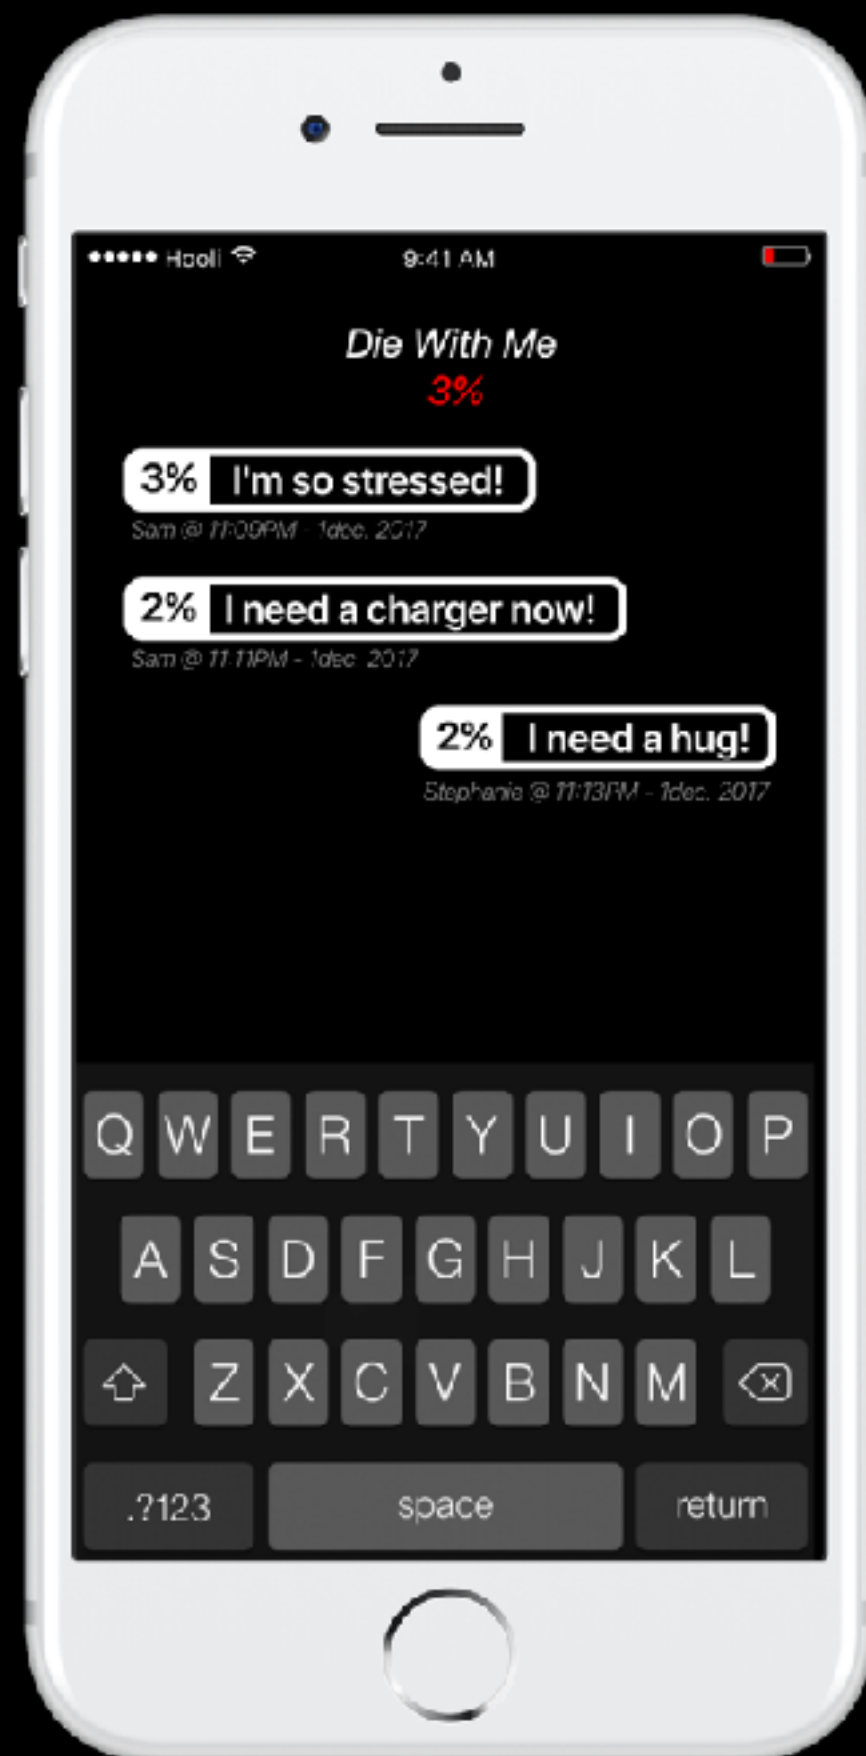 Hooli 9:41 AM
Die With Me
3%
3% I'm so stressed!
Sam @ 11:09PM - 1dec. 2017
2% I need a charger now!
Sam @ 11:11PM - 1dec. 2017
2% I need a hug!
Stephanie @ 11:13PM - 1dec. 2017
Q W E R T Y U I O P
A S D F G H J K L
Z X C V B N M
.?123 space return